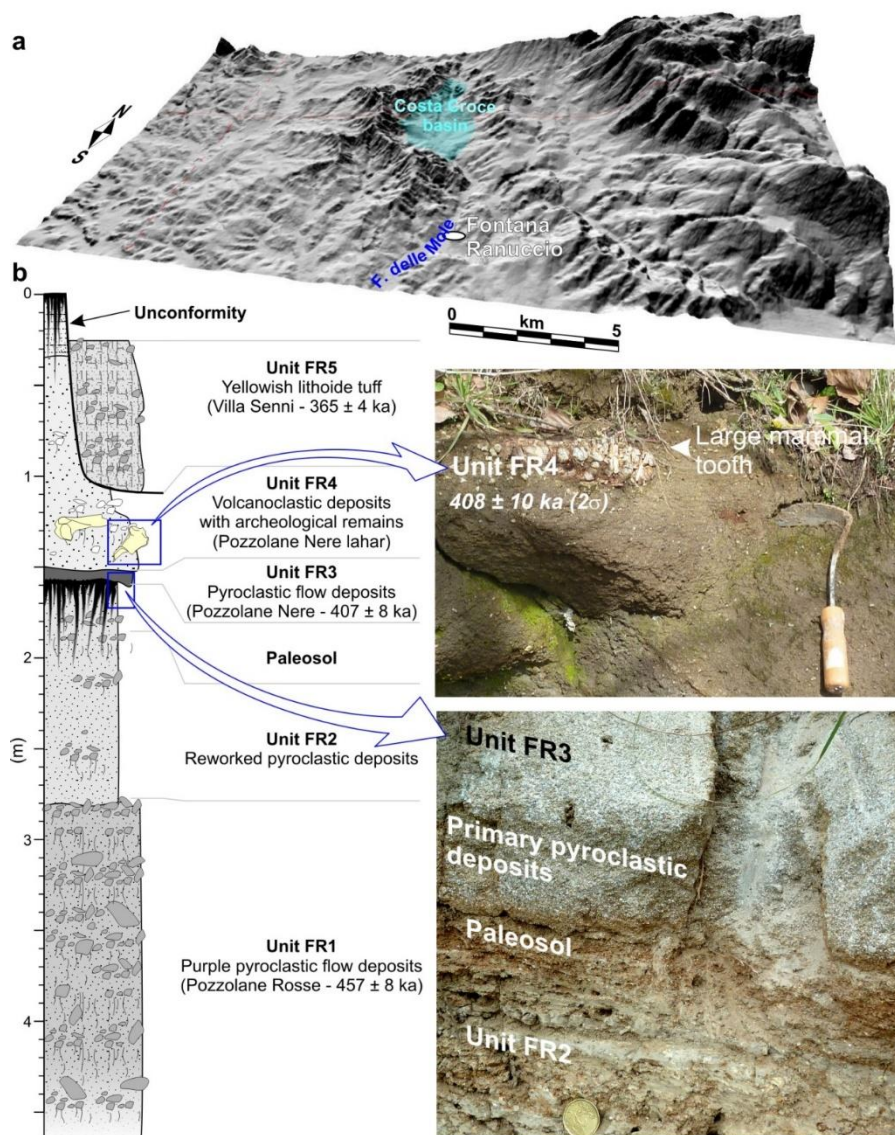 a
N
S
Costa Croce
basin
Fontana
Ranuccio
F. delle Mole
0 km 5
b
0
Unconformity
Unit FR5
Yellowish lithoide tuff
(Villa Senni - 365 ± 4 ka)
1
Unit FR4
Volcanoclastic deposits
with archeological remains
(Pozzolane Nere lahar)
Unit FR3
Pyroclastic flow deposits
(Pozzolane Nere - 407 ± 8 ka)
2
Paleosol
(m)
Unit FR2
Reworked pyroclastic deposits
3
Unit FR1
Purple pyroclastic flow deposits
(Pozzolane Rosse - 457 ± 8 ka)
4
Large mammal
tooth
Unit FR4
408 ± 10 ka (2σ)
Unit FR3
Primary pyroclastic
deposits
Paleosol
Unit FR2